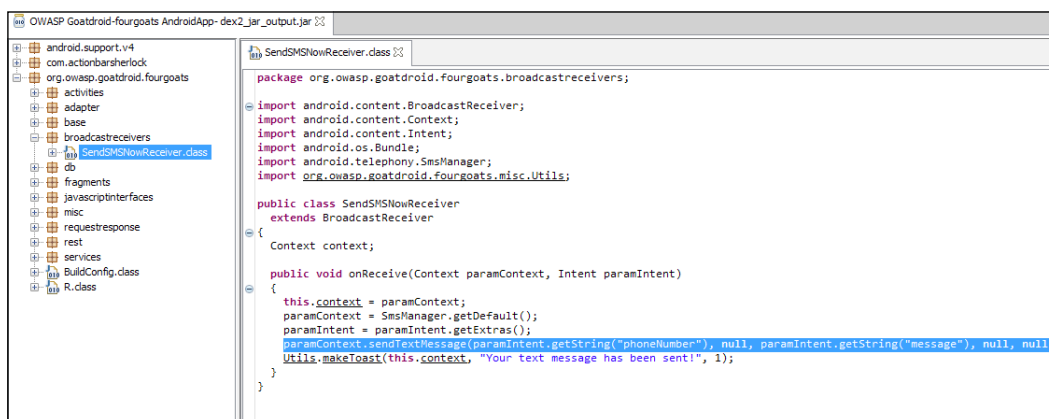 OWASP Goatdroid-fourgoats AndroidApp- dex2_jar_output.jar
android.support.v4
com.actionbarsherlock
org.owasp.goatdroid.fourgoats
activities
adapter
base
broadcastreceivers
SendSMSNowReceiver.class
db
fragments
javascriptinterfaces
misc
requestresponse
rest
services
BuildConfig.class
R.class
SendSMSNowReceiver.class
package org.owasp.goatdroid.fourgoats.broadcastreceivers;
import android.content.BroadcastReceiver;
import android.content.Context;
import android.content.Intent;
import android.os.Bundle;
import android.telephony.SmsManager;
import org.owasp.goatdroid.fourgoats.misc.Utils;
public class SendSMSNowReceiver
extends BroadcastReceiver
{
Context context;
public void onReceive(Context paramContext, Intent paramIntent)
{
this.context = paramContext;
paramContext = SmsManager.getDefault();
paramIntent = paramIntent.getExtras();
paramContext.sendTextMessage(paramIntent.getString("phoneNumber"), null, paramIntent.getString("message"), null, null
Utils.makeToast(this.context, "Your text message has been sent!", 1);
}
}